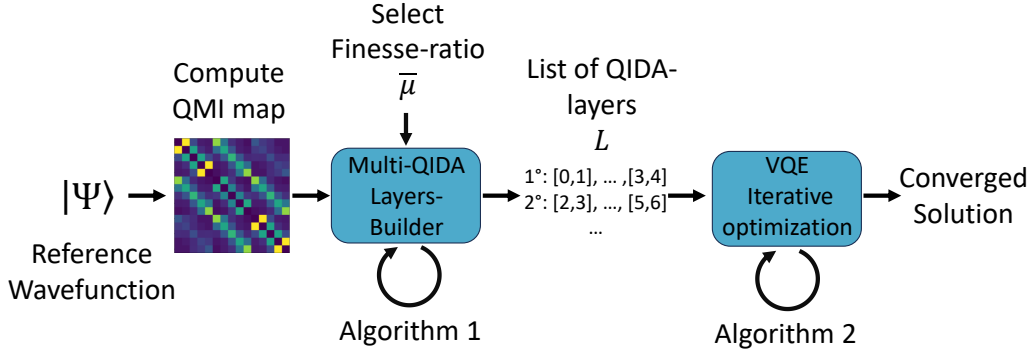 |Ψ⟩
Reference
Wavefunction
Compute
QMI map
Select
Finesse-ratio
μ̅
Multi-QIDA
Layers-
Builder
Algorithm 1
List of QIDA-
layers
L
1°: [0,1], ... ,[3,4]
2°: [2,3], ..., [5,6]
...
VQE
Iterative
optimization
Algorithm 2
Converged
Solution